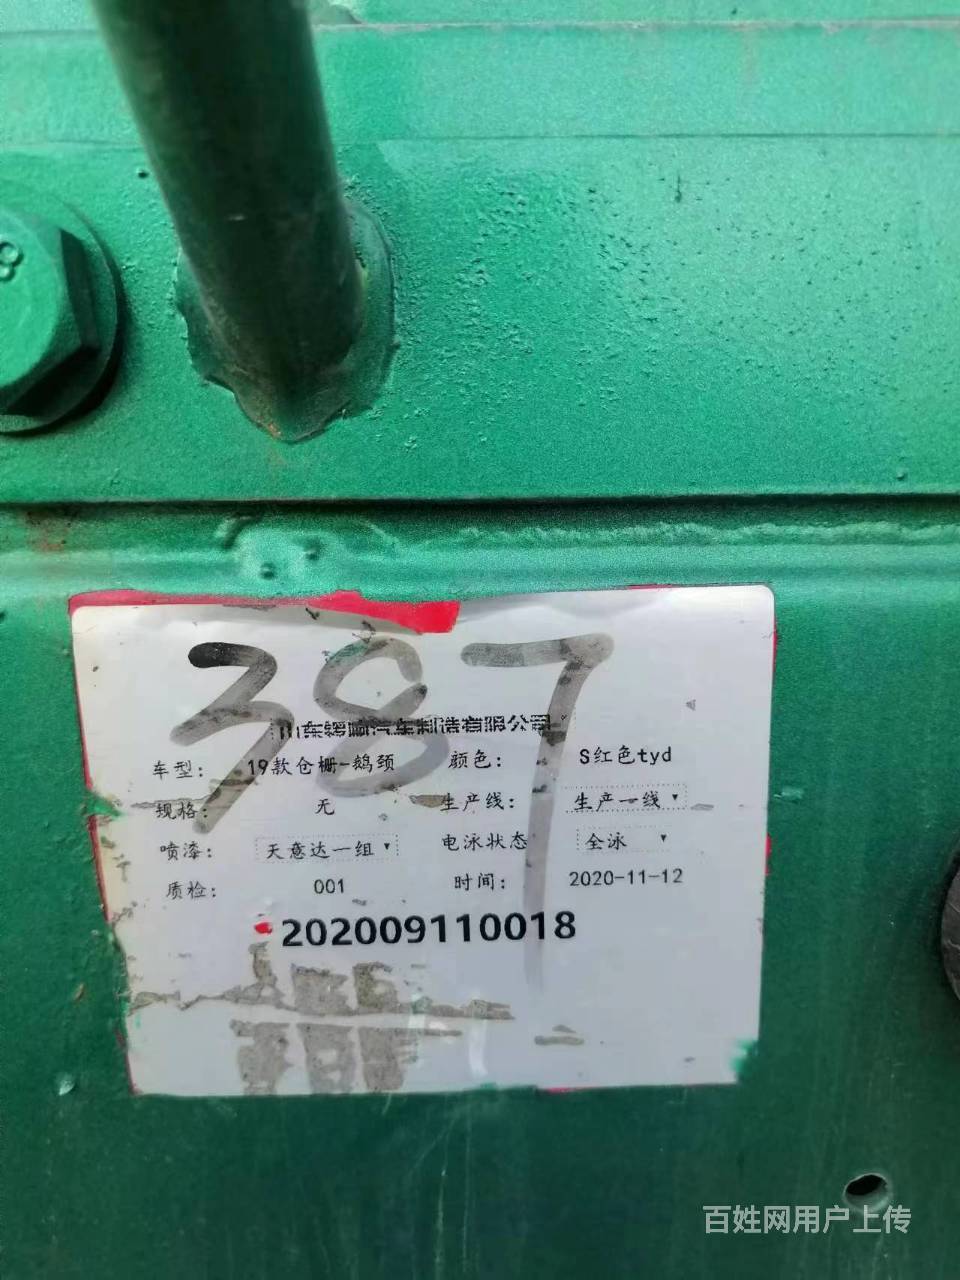 8
387
山东锣响汽车制造有限公司
车型： 19款仓栅-鹅颈 颜色： S红色tyd
规格： 无 生产线： 生产一线
喷漆： 天意达一组 电泳状态 全泳
质检： 001 时间： 2020-11-12
202009110018
百姓网用户上传